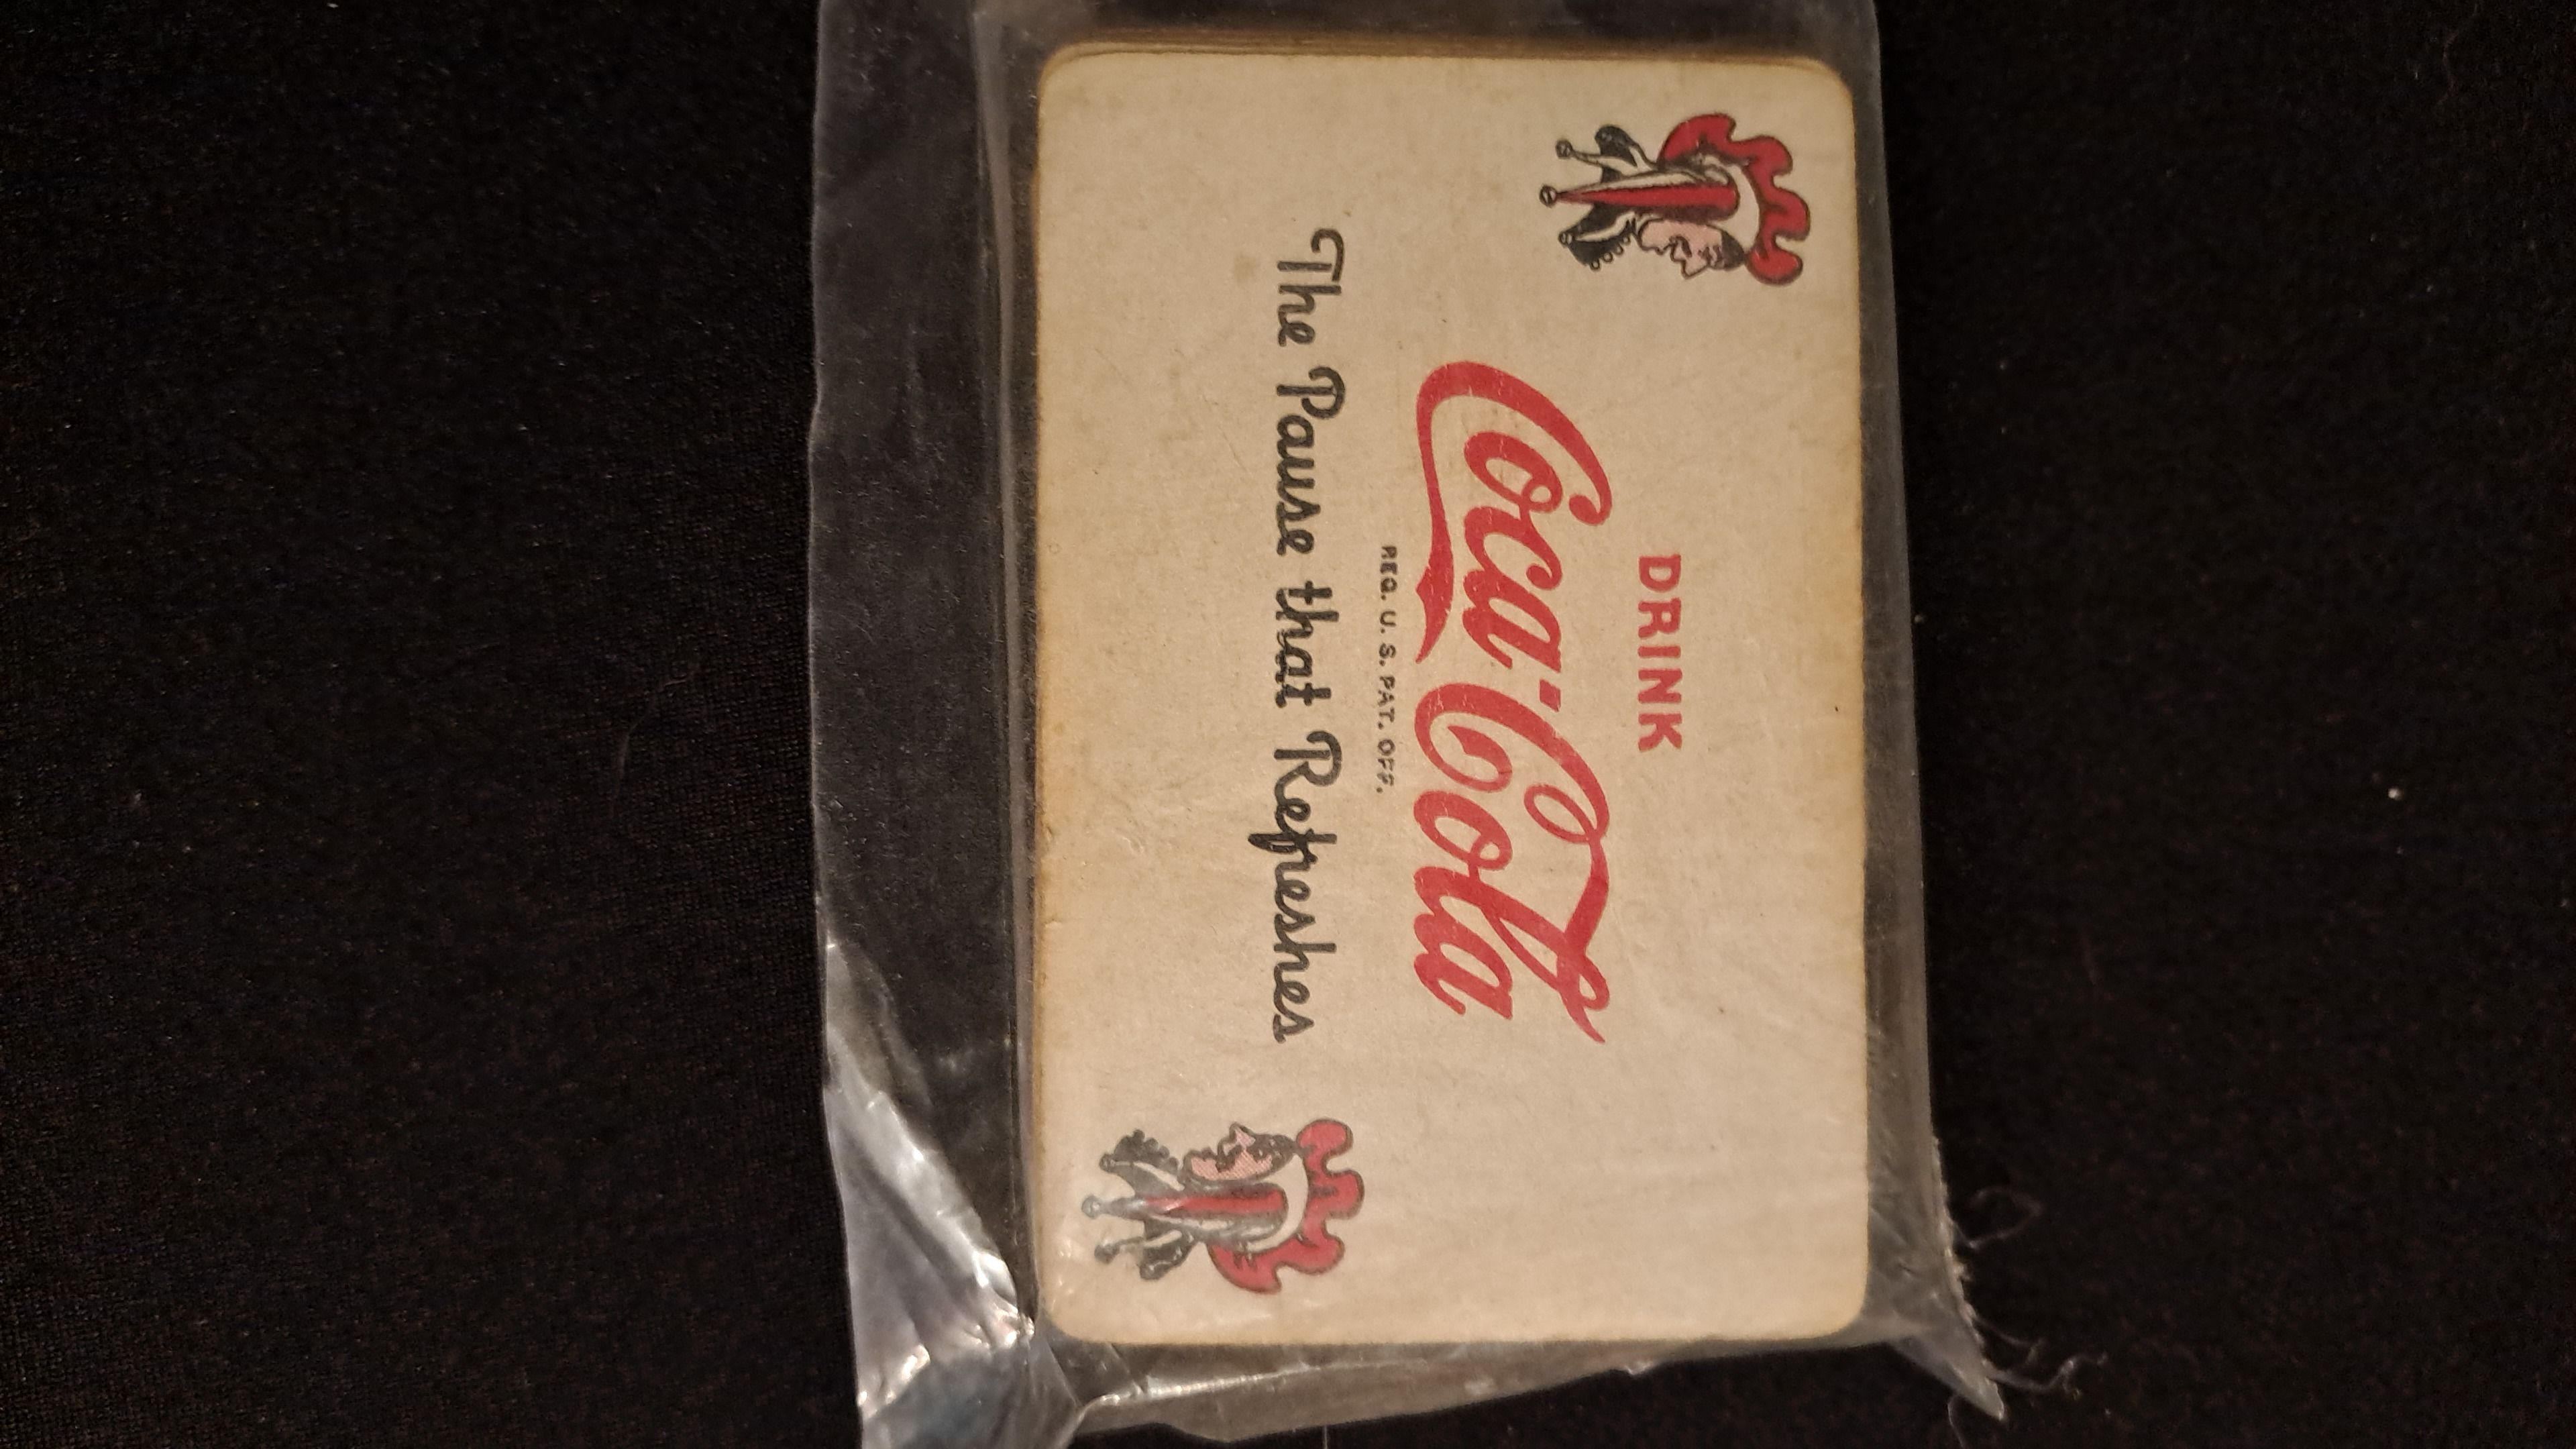 DRINK
Coca-Cola
REG. U. S. PAT. OFF.
The Pause that Refreshes